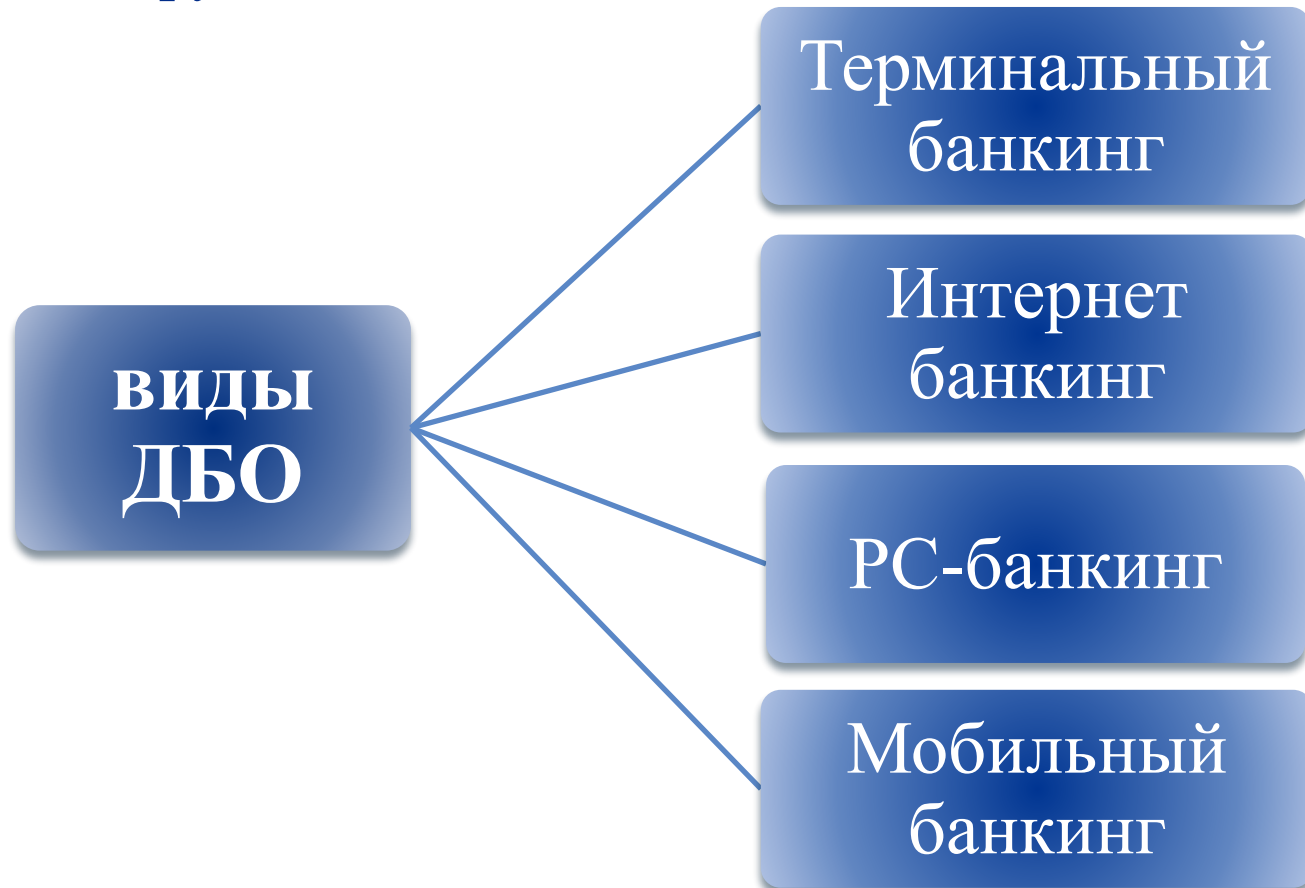 Терминальный
банкинг
Интернет
банкинг
виды
ДБО
PC-банкинг
Мобильный
банкинг